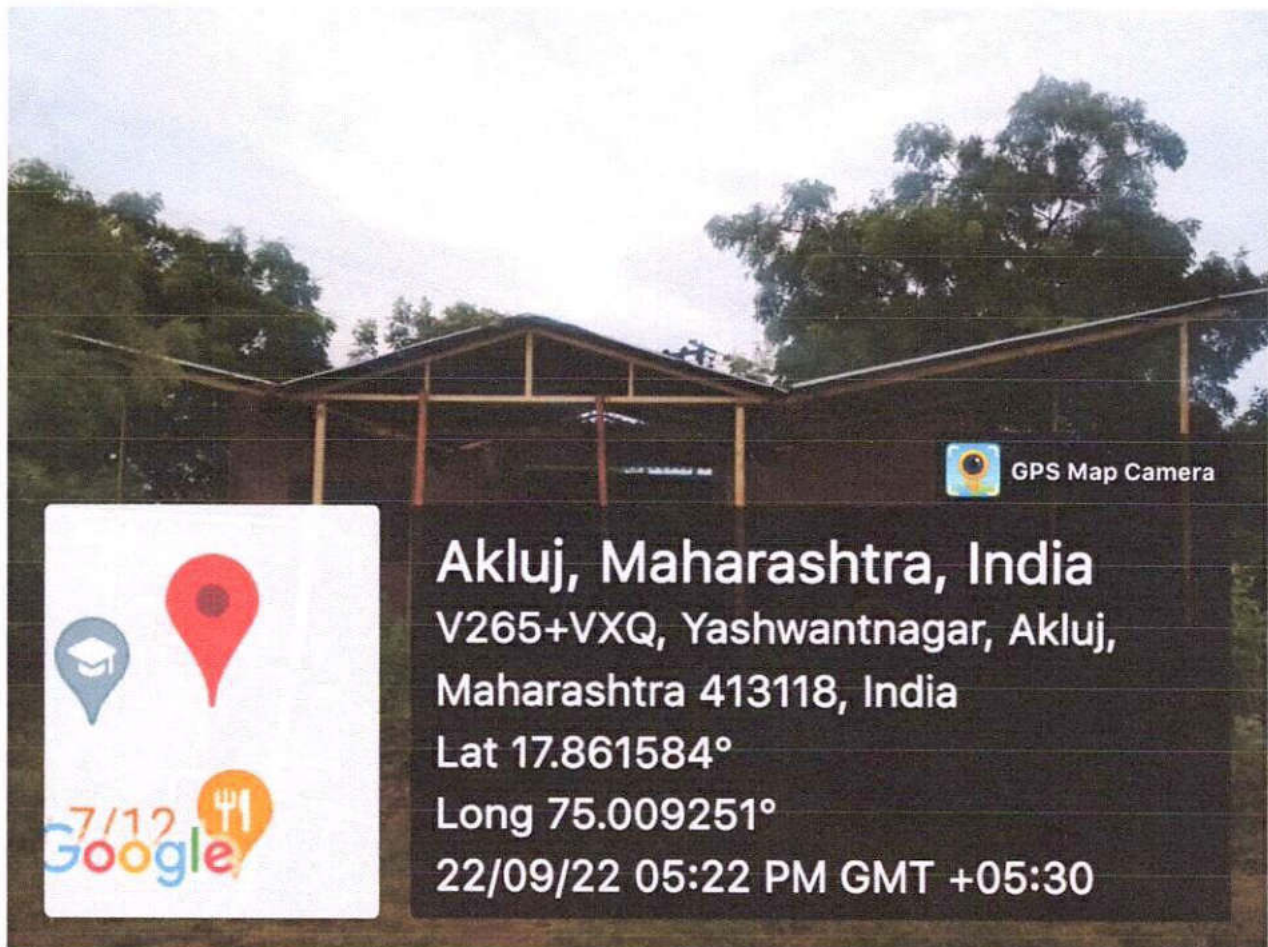 GPS Map Camera
Akluj, Maharashtra, India
V265+VXQ, Yashwantnagar, Akluj,
Maharashtra 413118, India
Lat 17.861584°
Long 75.009251°
22/09/22 05:22 PM GMT +05:30
7/12
Google